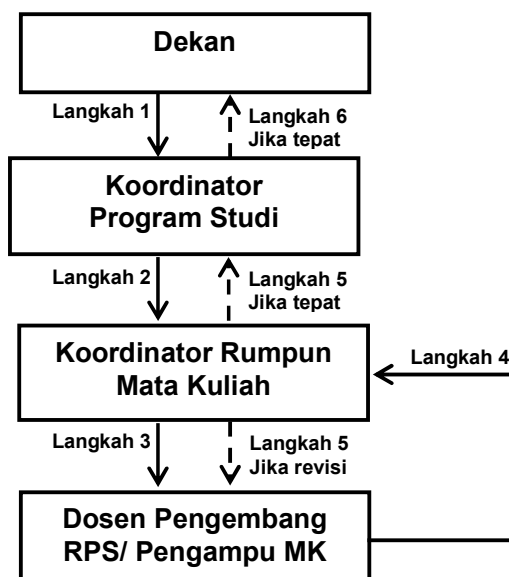 Dekan
Langkah 1
Langkah 6
Jika tepat
Koordinator
Program Studi
Langkah 2
Langkah 5
Jika tepat
Koordinator Rumpun
Mata Kuliah
Langkah 4
Langkah 3
Langkah 5
Jika revisi
Dosen Pengembang
RPS/ Pengampu MK